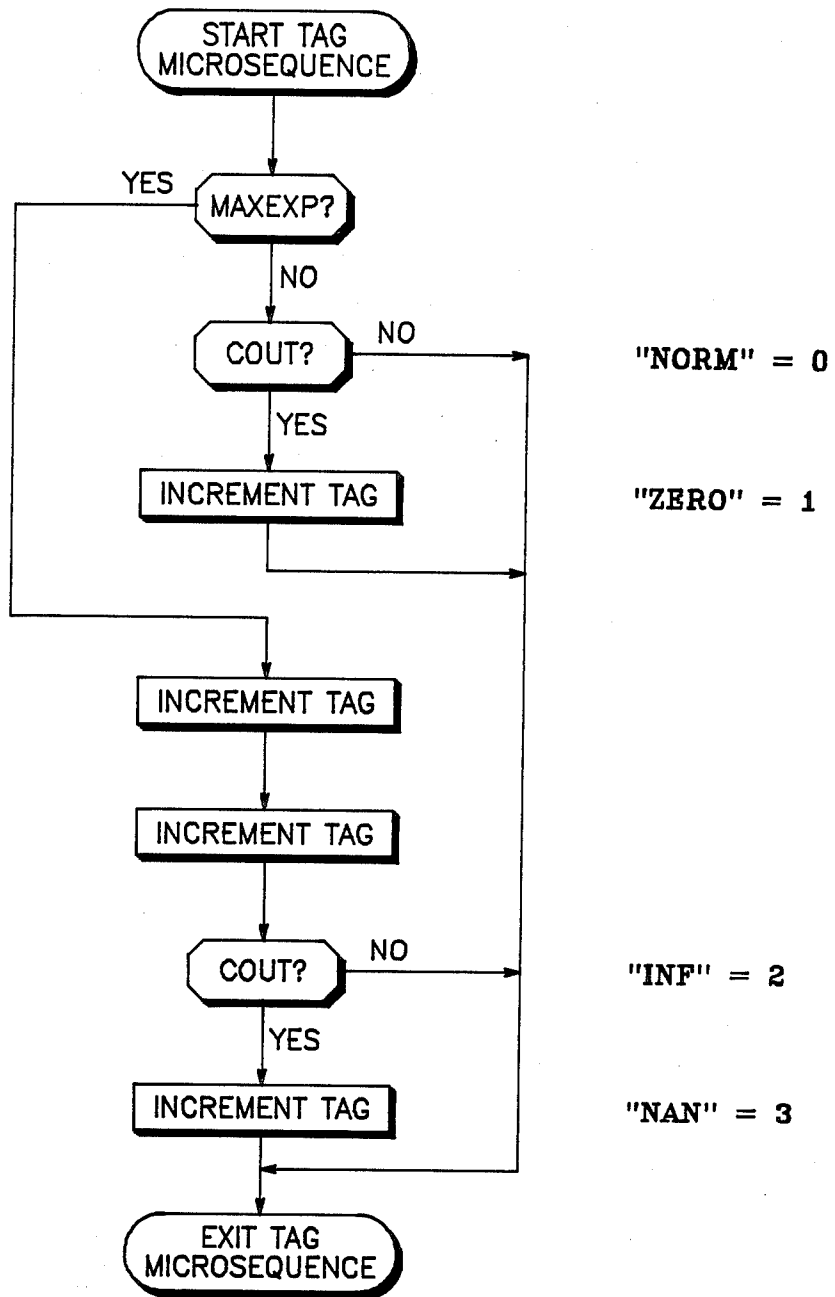 START TAG
MICROSEQUENCE
YES
MAXEXP?
NO
COUT?
NO
"NORM" = 0
YES
INCREMENT TAG
"ZERO" = 1
INCREMENT TAG
INCREMENT TAG
COUT?
NO
"INF" = 2
YES
INCREMENT TAG
"NAN" = 3
EXIT TAG
MICROSEQUENCE